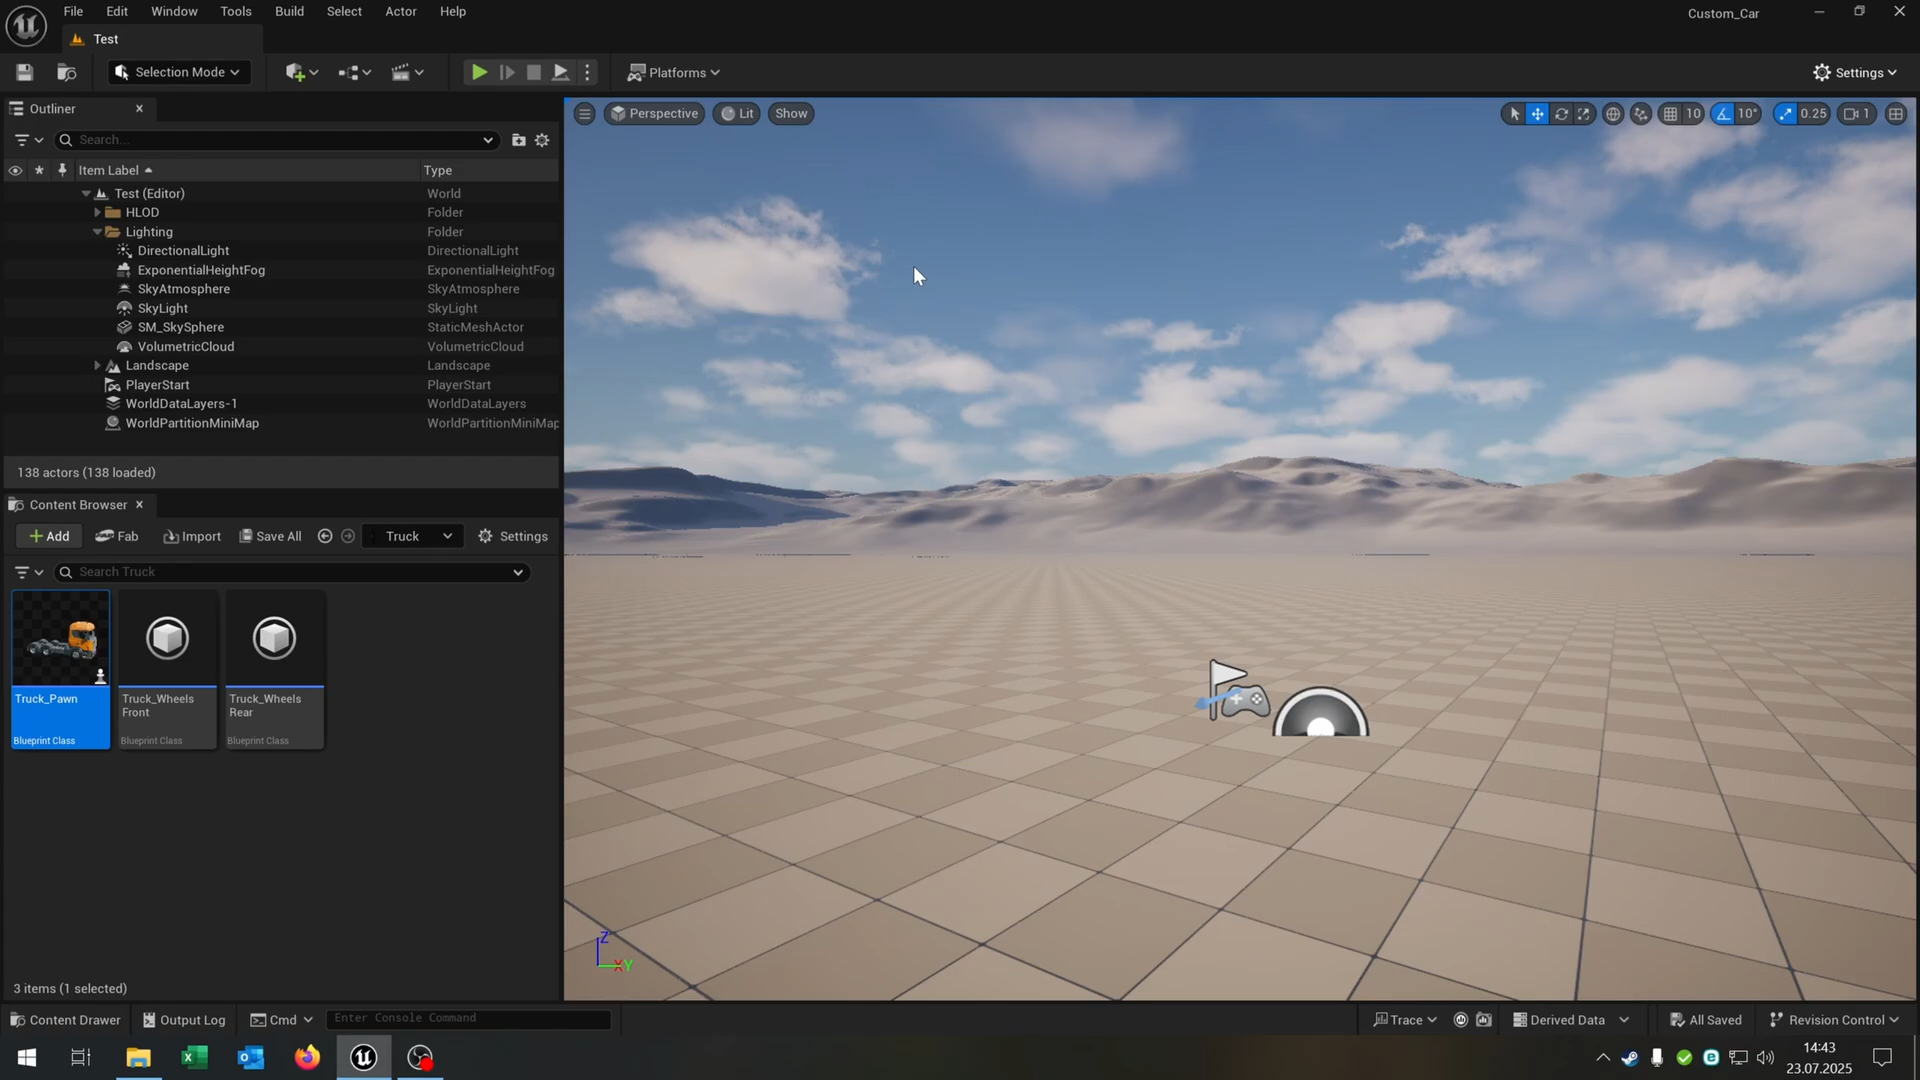 File Edit Window Tools Build Select Actor Help
Custom_Car
Test
Selection Mode
Platforms
Settings
Outliner
Search...
Item Label Type
Test (Editor) World
HLOD Folder
Lighting Folder
DirectionalLight DirectionalLight
ExponentialHeightFog ExponentialHeightFog
SkyAtmosphere SkyAtmosphere
SkyLight SkyLight
SM_SkySphere StaticMeshActor
VolumetricCloud VolumetricCloud
Landscape Landscape
PlayerStart PlayerStart
WorldDataLayers-1 WorldDataLayers
WorldPartitionMiniMap WorldPartitionMiniMap
138 actors (138 loaded)
Perspective Lit Show
10 10° 0.25 1
Content Browser
Add Fab Import Save All Truck Settings
Search Truck
Truck_Pawn
Blueprint Class
Truck_Wheels
Front
Blueprint Class
Truck_Wheels
Rear
Blueprint Class
3 items (1 selected)
Z
X Y
Content Drawer Output Log Cmd Enter Console Command Trace Derived Data All Saved Revision Control
14:43
23.07.2025